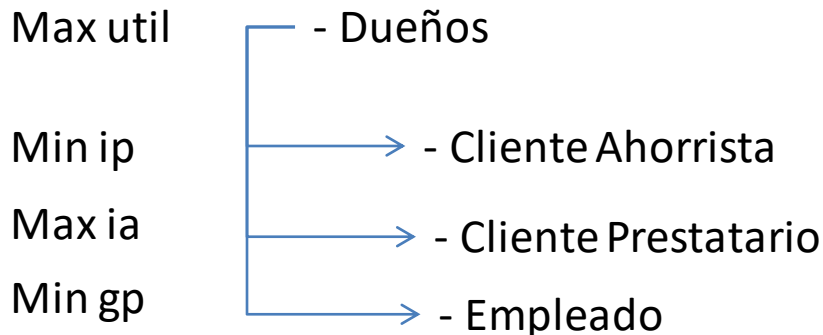 Max util - Dueños
Min ip - Cliente Ahorrista
Max ia - Cliente Prestatario
Min gp - Empleado